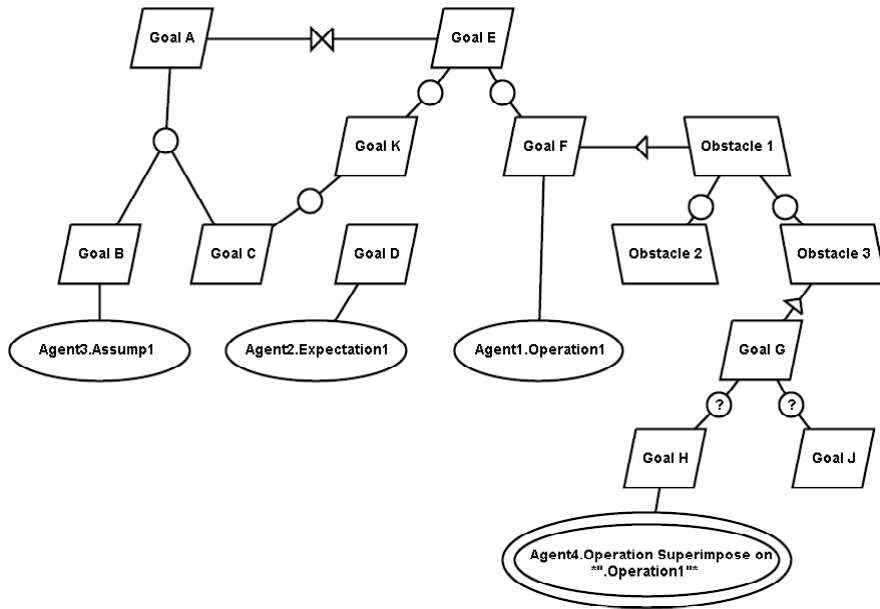 Goal A
Goal E
Goal K
Goal F
Obstacle 1
Goal B
Goal C
Goal D
Obstacle 2
Obstacle 3
Agent3.Assump1
Agent2.Expectation1
Agent1.Operation1
Goal G
?
?
Goal H
Goal J
Agent4.Operation Superimpose on
*".Operation1"*